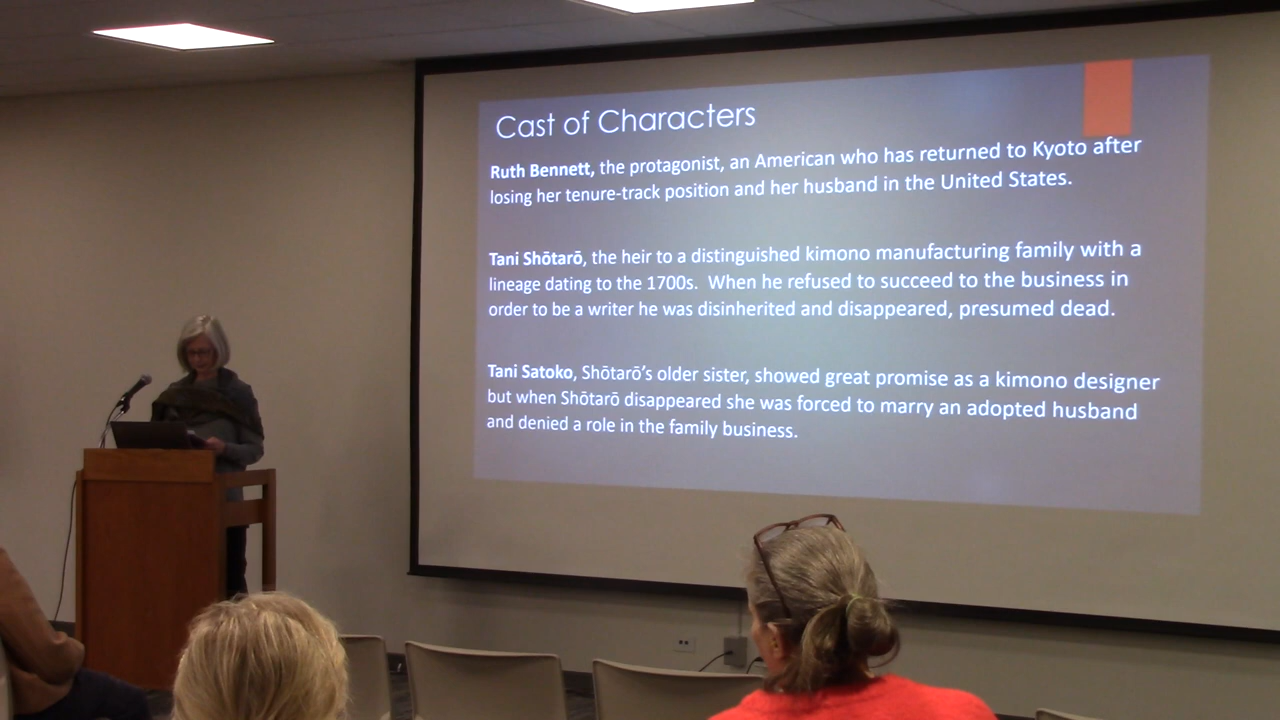 Cast of Characters
Ruth Bennett, the protagonist, an American who has returned to Kyoto after
losing her tenure-track position and her husband in the United States.
Tani Shōtarō, the heir to a distinguished kimono manufacturing family with a
lineage dating to the 1700s. When he refused to succeed to the business in
order to be a writer he was disinherited and disappeared, presumed dead.
Tani Satoko, Shōtarō's older sister, showed great promise as a kimono designer
but when Shōtarō disappeared she was forced to marry an adopted husband
and denied a role in the family business.